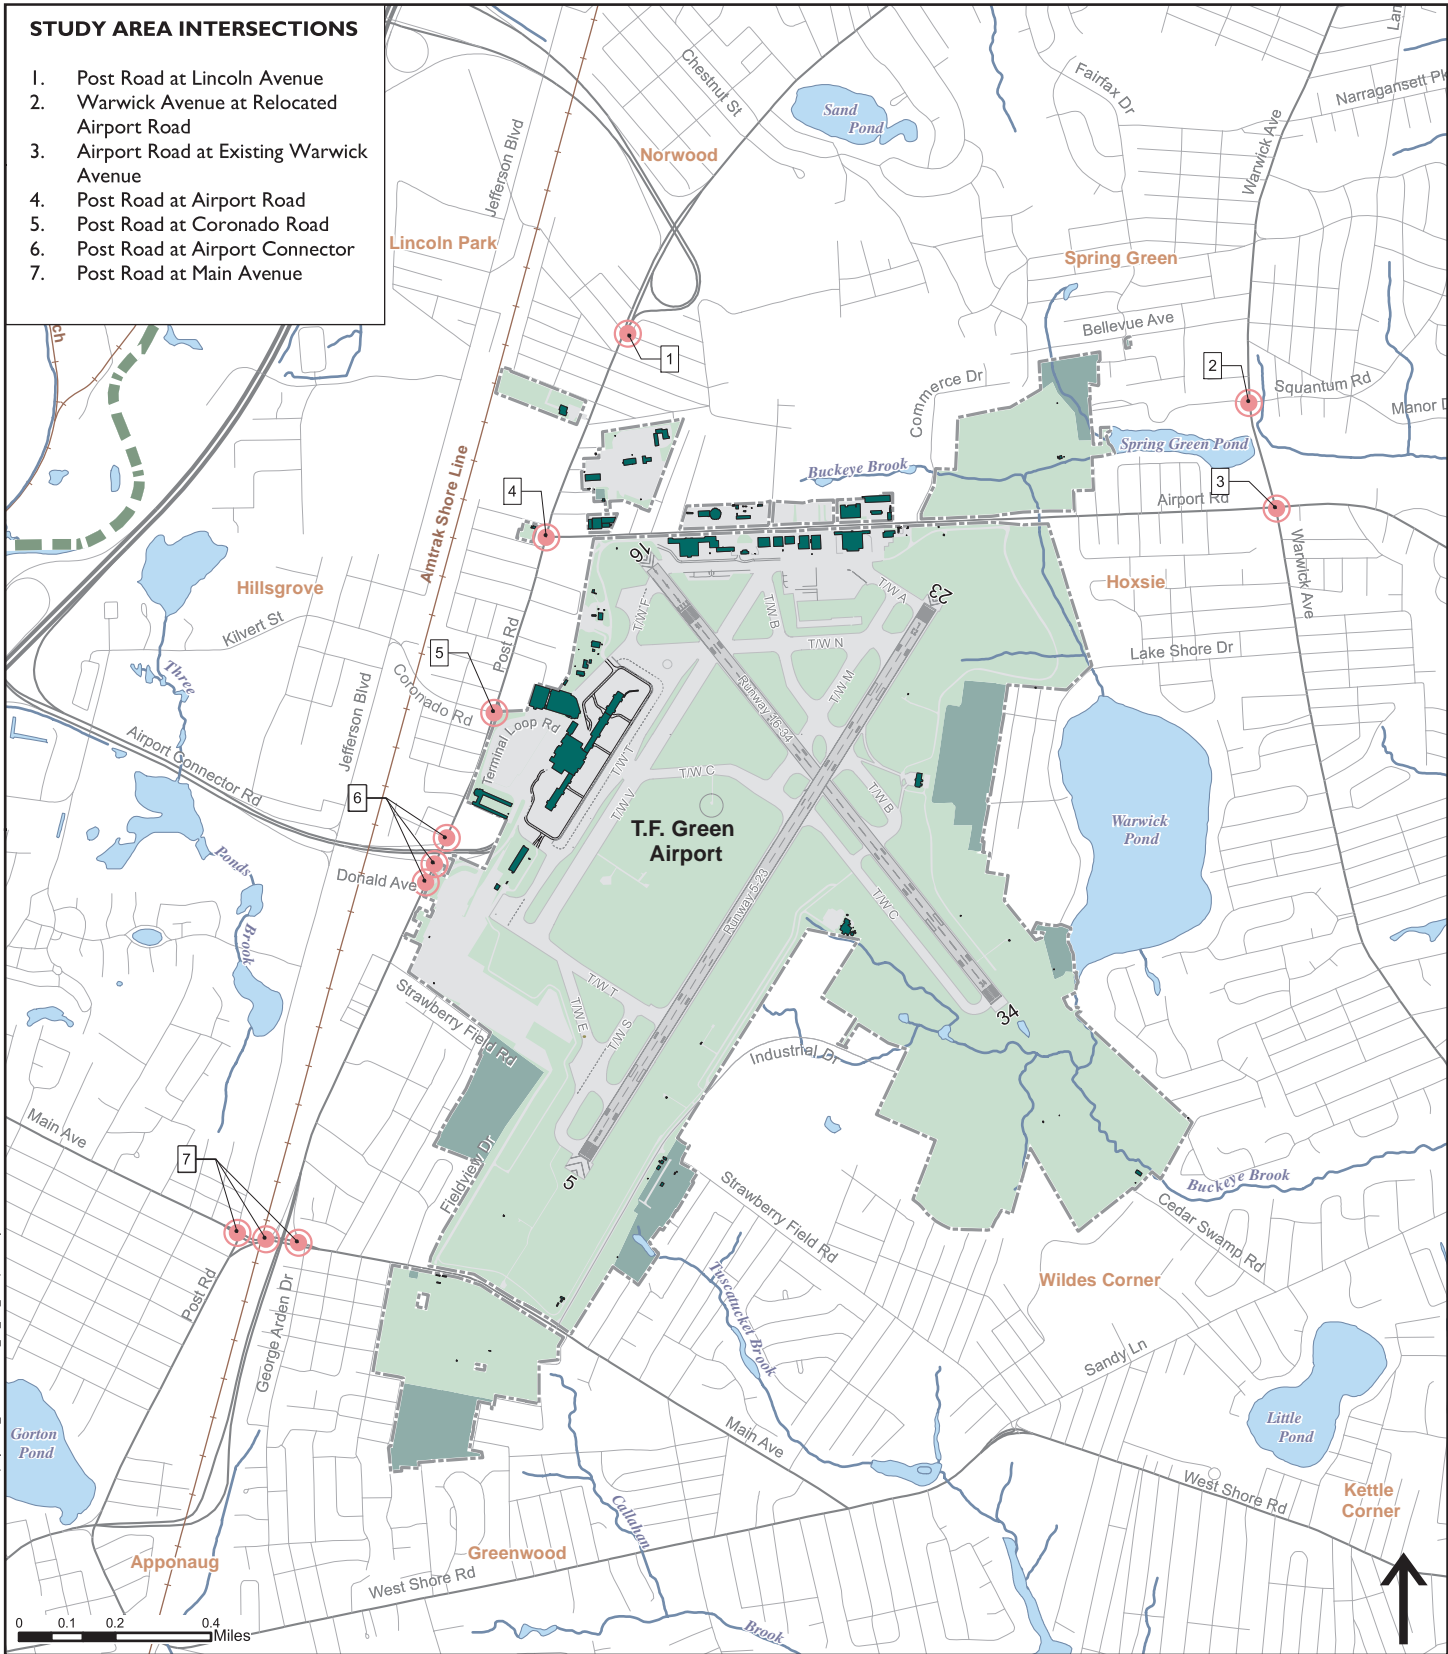 STUDY AREA INTERSECTIONS
1. Post Road at Lincoln Avenue
2. Warwick Avenue at Relocated
Airport Road
3. Airport Road at Existing Warwick
Avenue
4. Post Road at Airport Road
5. Post Road at Coronado Road
6. Post Road at Airport Connector
7. Post Road at Main Avenue
Chestnut St
Sand
Pond
Fairfax Dr
Narragansett
Jefferson Blvd
Norwood
Warwick Ave
Lincoln Park
Spring Green
Bellevue Ave
1
2
Squantum Rd
Commerce Dr
Manor
Amtrak Shore Line
Buckeye Brook
Spring Green Pond
4
3
Airport Rd
16
Hillsgrove
Kilvert St
T/W F
T/W B
T/W A
23
Hoxsie
Warwick Ave
Post Rd
T/W N
Lake Shore Dr
5
Three
Coronado Rd
Jefferson Blvd
T/W M
Runway 16-34
Terminal Loop Rd
Airport Connector Rd
T/W T
T/W C
T/W V
T/W B
6
T.F. Green
Airport
Warwick
Pond
Ponds
Donald Ave
Runway 5-23
T/W C
Brook
T/W T
T/W E
T/W S
34
Strawberry Field Rd
Industrial Dr
Main Ave
7
Fieldview Dr
5
Strawberry Field Rd
Buckeye Brook
Cedar Swamp Rd
Wildes Corner
Post Rd
George Arden Dr
Tuscatucket Brook
Sandy Ln
Gorton
Pond
Main Ave
Little
Pond
West Shore Rd
Kettle
Corner
Callahan
Apponaug
Greenwood
West Shore Rd
Brook
0 0.1 0.2 0.4
Miles